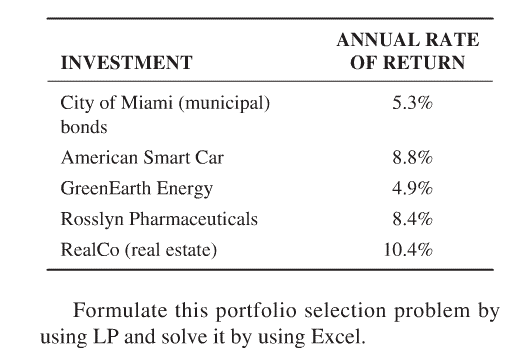 ANNUAL RATE
INVESTMENT OF RETURN
City of Miami (municipal) 5.3%
bonds
American Smart Car 8.8%
GreenEarth Energy 4.9%
Rosslyn Pharmaceuticals 8.4%
RealCo (real estate) 10.4%
Formulate this portfolio selection problem by
using LP and solve it by using Excel.